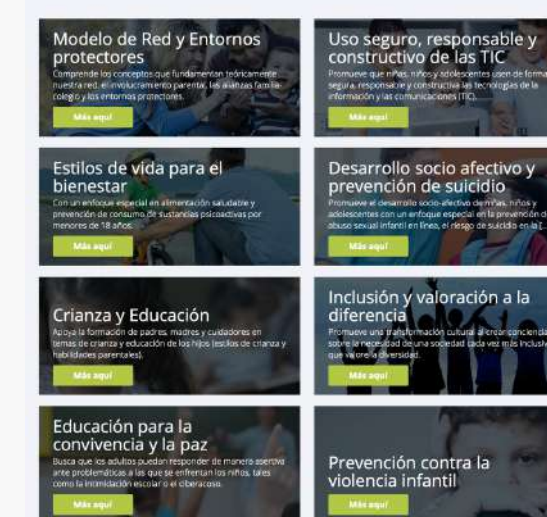 Modelo de Red y Entornos
protectores
Comprende los conceptos que fundamentan teóricamente
nuestra red, el involucramiento parental, las alianzas familia-
colegio y los entornos protectores.
Más aquí
Uso seguro, responsable y
constructivo de las TIC
Promueve que niñas, niños y adolescentes usen de forma
segura, responsable y constructiva las tecnologías de la
información y las comunicaciones (TIC).
Más aquí
Estilos de vida para el
bienestar
Con un enfoque especial en alimentación saludable y
prevención de consumo de sustancias psicoactivas por
menores de 18 años.
Más aquí
Desarrollo socio afectivo y
prevención de suicidio
Promueve el desarrollo socio-afectivo de niñas, niños y
adolescentes con un enfoque especial en la prevención de
abuso sexual infantil en línea, el riesgo de suicidio en la [...
Más aquí
Crianza y Educación
Apoya la formación de padres, madres y cuidadores en
temas de crianza y educación de los hijos (estilos de crianza y
habilidades parentales).
Más aquí
Inclusión y valoración a la
diferencia
Promueve una transformación cultural al crear conciencia
sobre la necesidad de una sociedad cada vez más inclusiva
que valore la diversidad.
Más aquí
Educación para la
convivencia y la paz
Busca que los adultos puedan responder de manera asertiva
ante problemáticas a las que se enfrentan los niños, tales
como la intimidación escolar o el ciberacoso.
Más aquí
Prevención contra la
violencia infantil
Más aquí